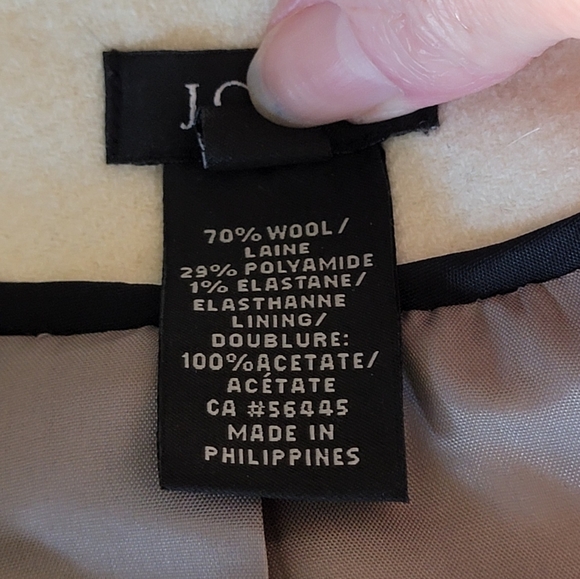 70% WOOL/
LAINE
29% POLYAMIDE
1% ELASTANE/
ELASTHANNE
LINING/
DOUBLURE:
100%ACETATE/
ACÉTATE
CA #56445
MADE IN
PHILIPPINES